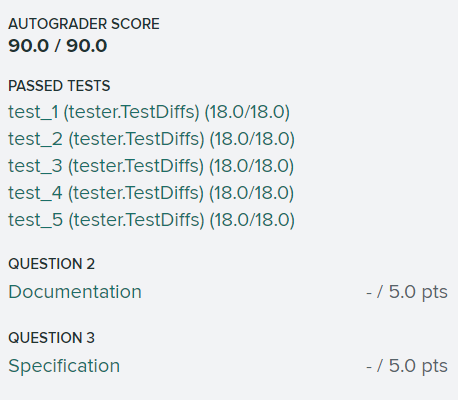 AUTOGRADER SCORE
90.0 / 90.0
PASSED TESTS
test_1 (tester.TestDiffs) (18.0/18.0)
test_2 (tester.TestDiffs) (18.0/18.0)
test_3 (tester.TestDiffs) (18.0/18.0)
test_4 (tester.TestDiffs) (18.0/18.0)
test_5 (tester.TestDiffs) (18.0/18.0)
QUESTION 2
Documentation - / 5.0 pts
QUESTION 3
Specification - / 5.0 pts